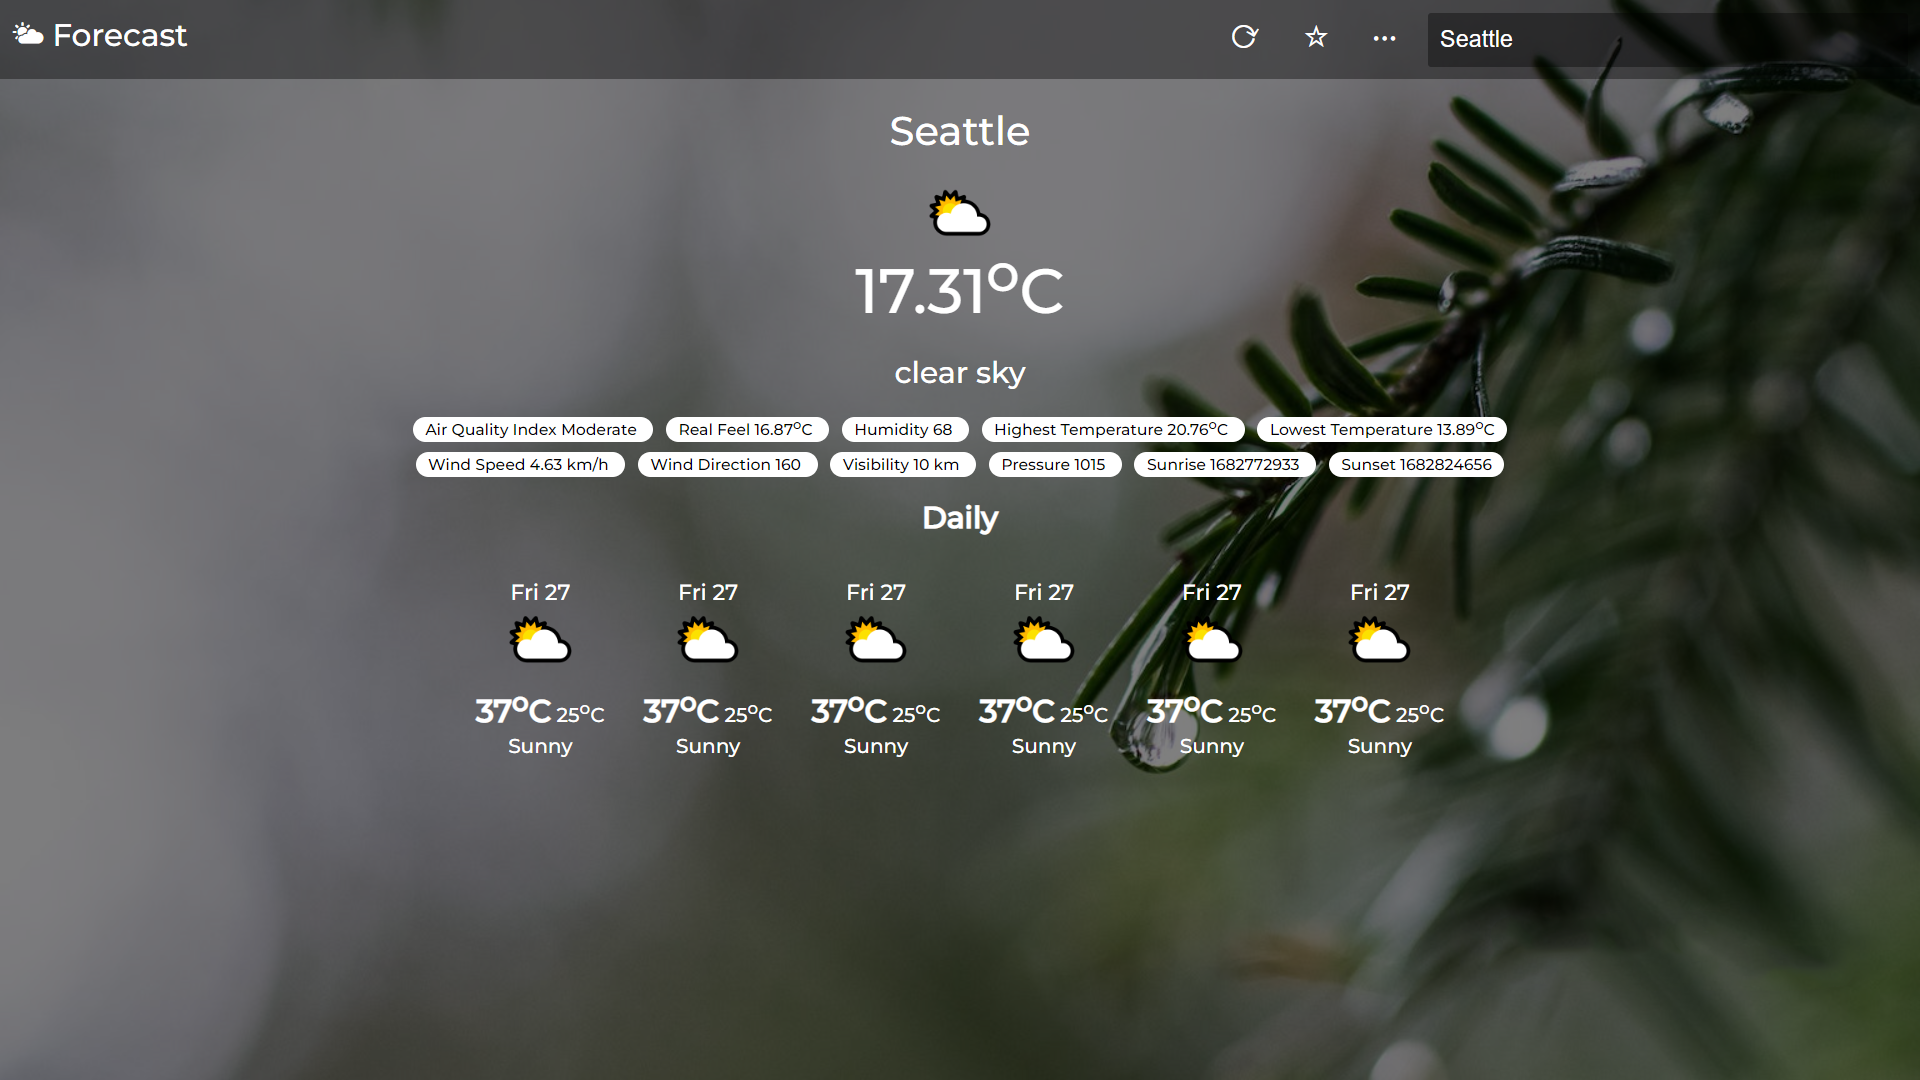 Forecast
Seattle
Seattle
17.31°C
clear sky
Air Quality Index Moderate Real Feel 16.87°C Humidity 68 Highest Temperature 20.76°C Lowest Temperature 13.89°C
Wind Speed 4.63 km/h Wind Direction 160 Visibility 10 km Pressure 1015 Sunrise 1682772933 Sunset 1682824656
Daily
Fri 27 Fri 27 Fri 27 Fri 27 Fri 27 Fri 27
37°C 25°C 37°C 25°C 37°C 25°C 37°C 25°C 37°C 25°C 37°C 25°C
Sunny Sunny Sunny Sunny Sunny Sunny